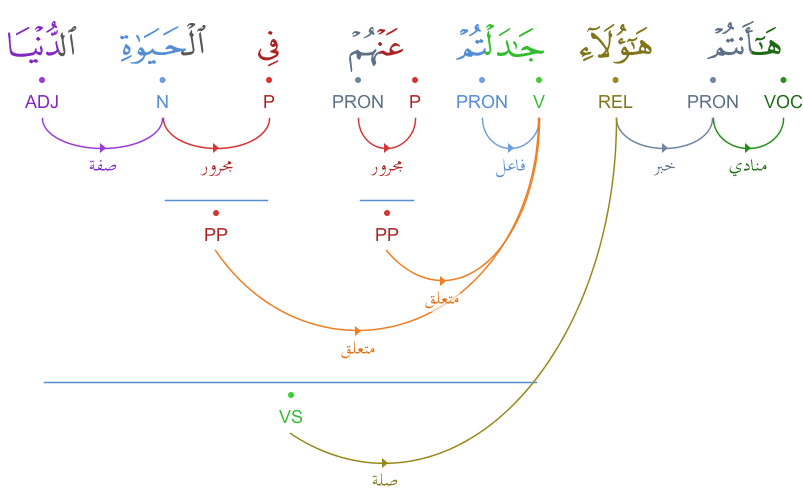 هَٰٓأَنتُمْ هَٰٓؤُلَآءِ جَٰدَلْتُمْ عَنْهُمْ فِى ٱلْحَيَوٰةِ ٱلدُّنْيَا
VOC PRON REL V PRON P PRON P N ADJ
منادي خبر فاعل مجرور مجرور صفة
PP PP
متعلق
متعلق
VS
صلة